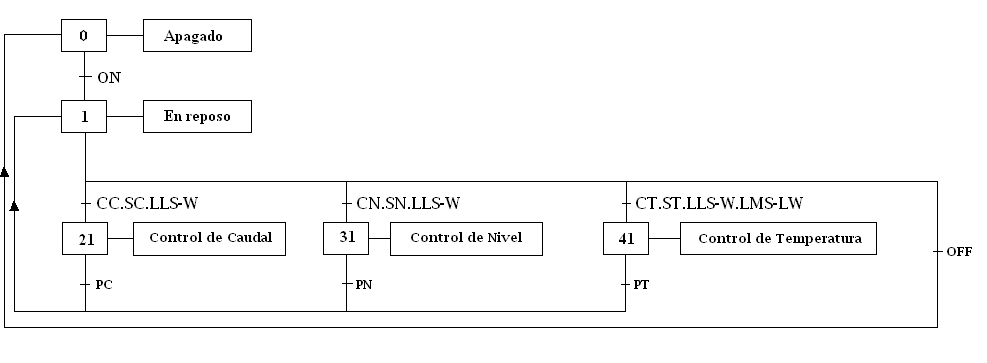 0 Apagado
ON
1 En reposo
CC.SC.LLS-W CN.SN.LLS-W CT.ST.LLS-W.LMS-LW
21 Control de Caudal 31 Control de Nivel 41 Control de Temperatura
OFF
PC PN PT